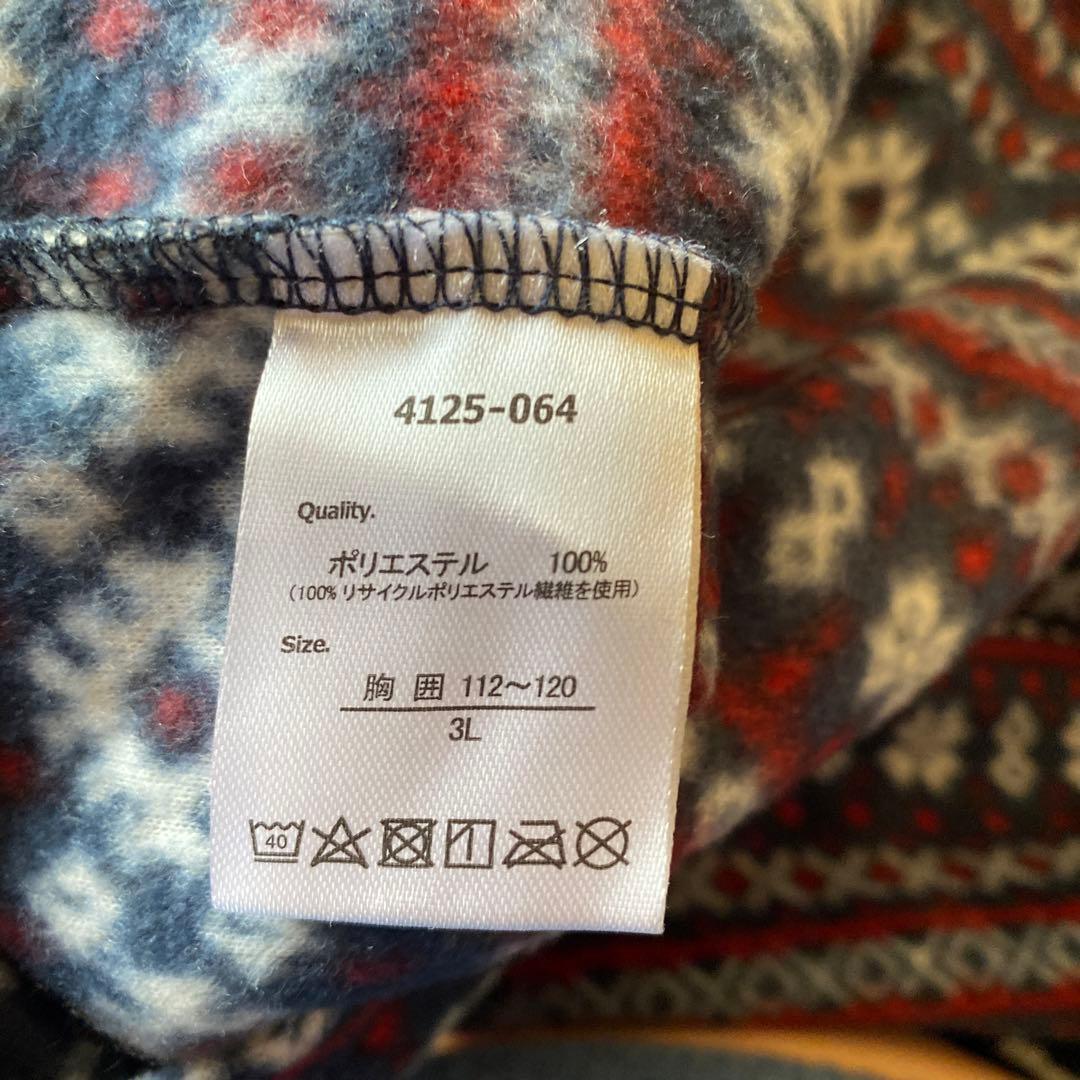 4125-064
Quality.
ポリエステル 100%
(100%リサイクルポリエステル繊維を使用)
Size.
胸 囲 112～120
3L
40